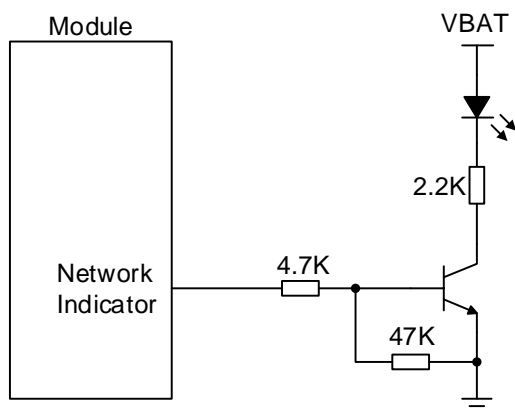 Module
VBAT
2.2K
4.7K
Network
Indicator
47K